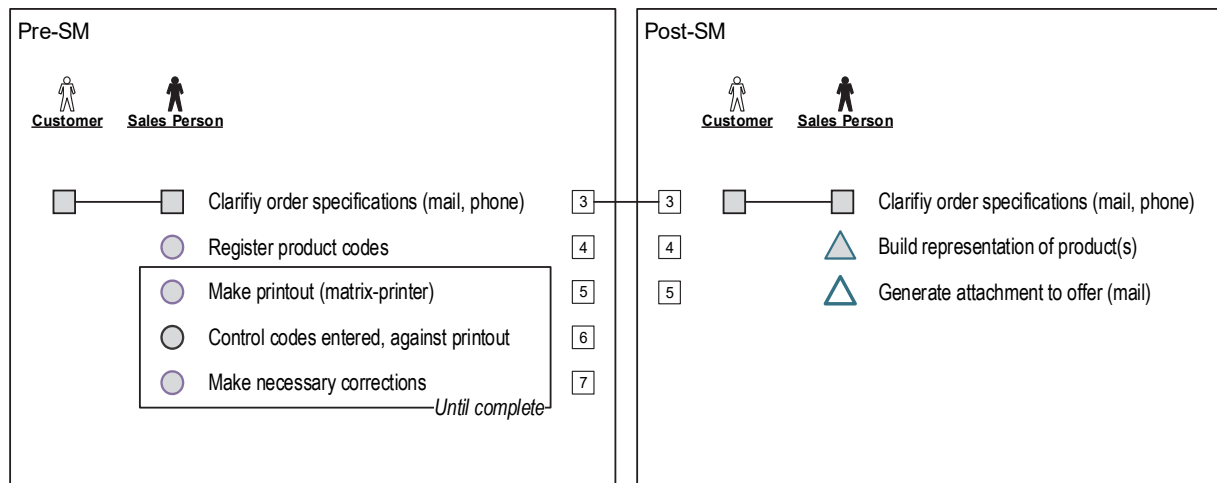 Pre-SM
Customer Sales Person
Clarifiy order specifications (mail, phone) 3
Register product codes 4
Make printout (matrix-printer) 5
Control codes entered, against printout 6
Make necessary corrections 7
Until complete
Post-SM
Customer Sales Person
3 Clarifiy order specifications (mail, phone)
4 Build representation of product(s)
5 Generate attachment to offer (mail)